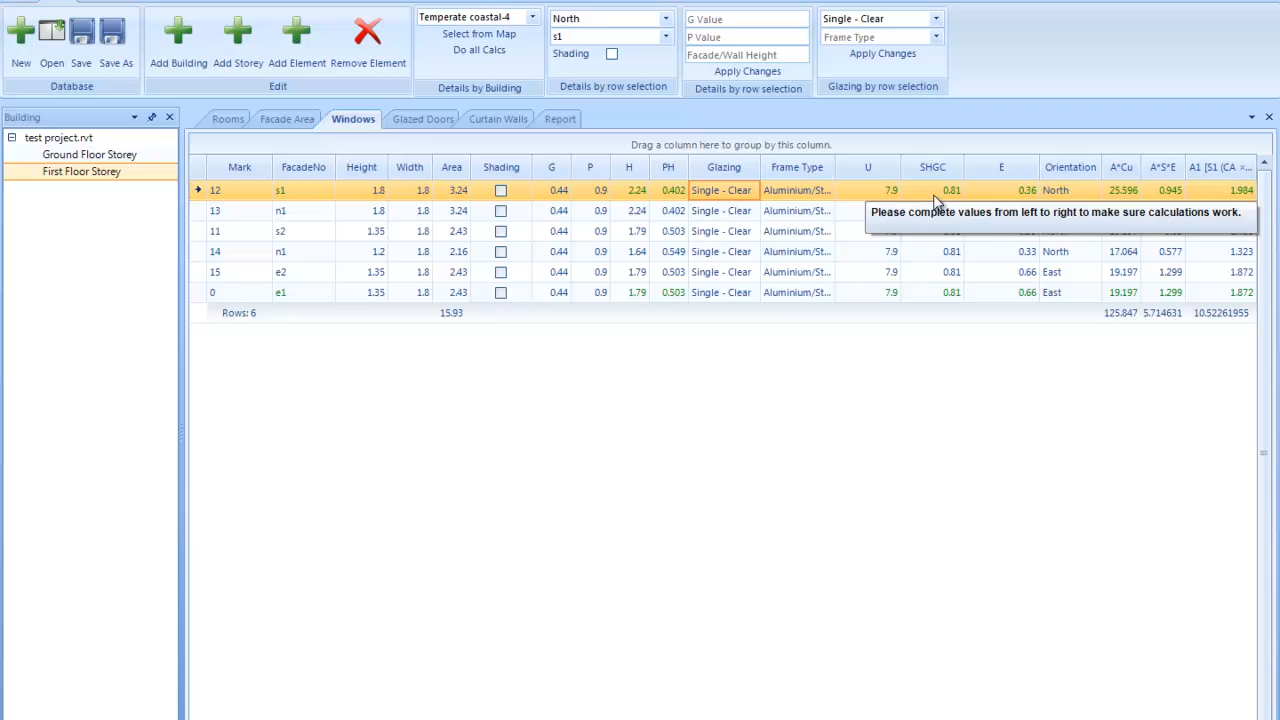 New Open Save Save As
Database
Add Building Add Storey Add Element Remove Element
Edit
Temperate coastal-4
Select from Map
Do all Calcs
Details by Building
North
s1
Shading
Details by row selection
G Value
P Value
Facade/Wall Height
Apply Changes
Details by row selection
Single - Clear
Frame Type
Apply Changes
Glazing by row selection
Building
test project.rvt
Ground Floor Storey
First Floor Storey
Rooms Facade Area Windows Glazed Doors Curtain Walls Report
Drag a column here to group by this column.
Mark FacadeNo Height Width Area Shading G P H PH Glazing Frame Type U SHGC E Orientation A*Cu A*S*E A1 [S1 (CA ×...
12 s1 1.8 1.8 3.24 0.44 0.9 2.24 0.402 Single - Clear Aluminium/St... 7.9 0.81 0.36 North 25.596 0.945 1.984
13 n1 1.8 1.8 3.24 0.44 0.9 2.24 0.402 Single - Clear Aluminium/St...
Please complete values from left to right to make sure calculations work.
11 s2 1.35 1.8 2.43 0.44 0.9 1.79 0.503 Single - Clear Aluminium/St...
14 n1 1.2 1.8 2.16 0.44 0.9 1.64 0.549 Single - Clear Aluminium/St... 7.9 0.81 0.33 North 17.064 0.577 1.323
15 e2 1.35 1.8 2.43 0.44 0.9 1.79 0.503 Single - Clear Aluminium/St... 7.9 0.81 0.66 East 19.197 1.299 1.872
0 e1 1.35 1.8 2.43 0.44 0.9 1.79 0.503 Single - Clear Aluminium/St... 7.9 0.81 0.66 East 19.197 1.299 1.872
Rows: 6 15.93 125.847 5.714631 10.52261955